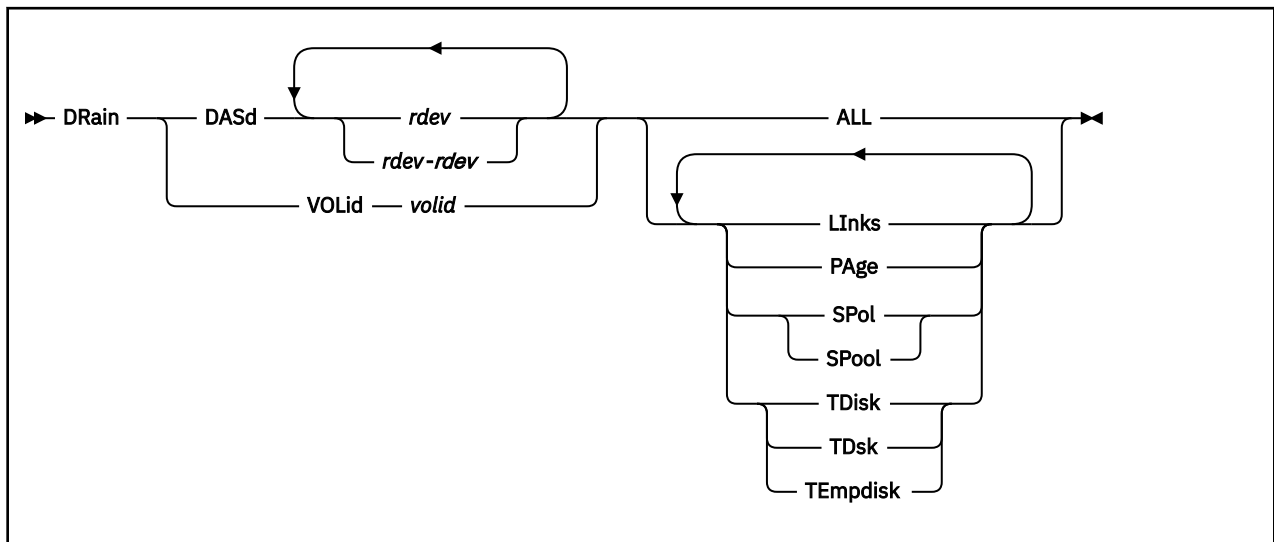 DRain DASd rdev ALL
rdev-rdev
VOLid volid
LInks
PAge
SPol
SPool
TDisk
TDsk
TEmpdisk